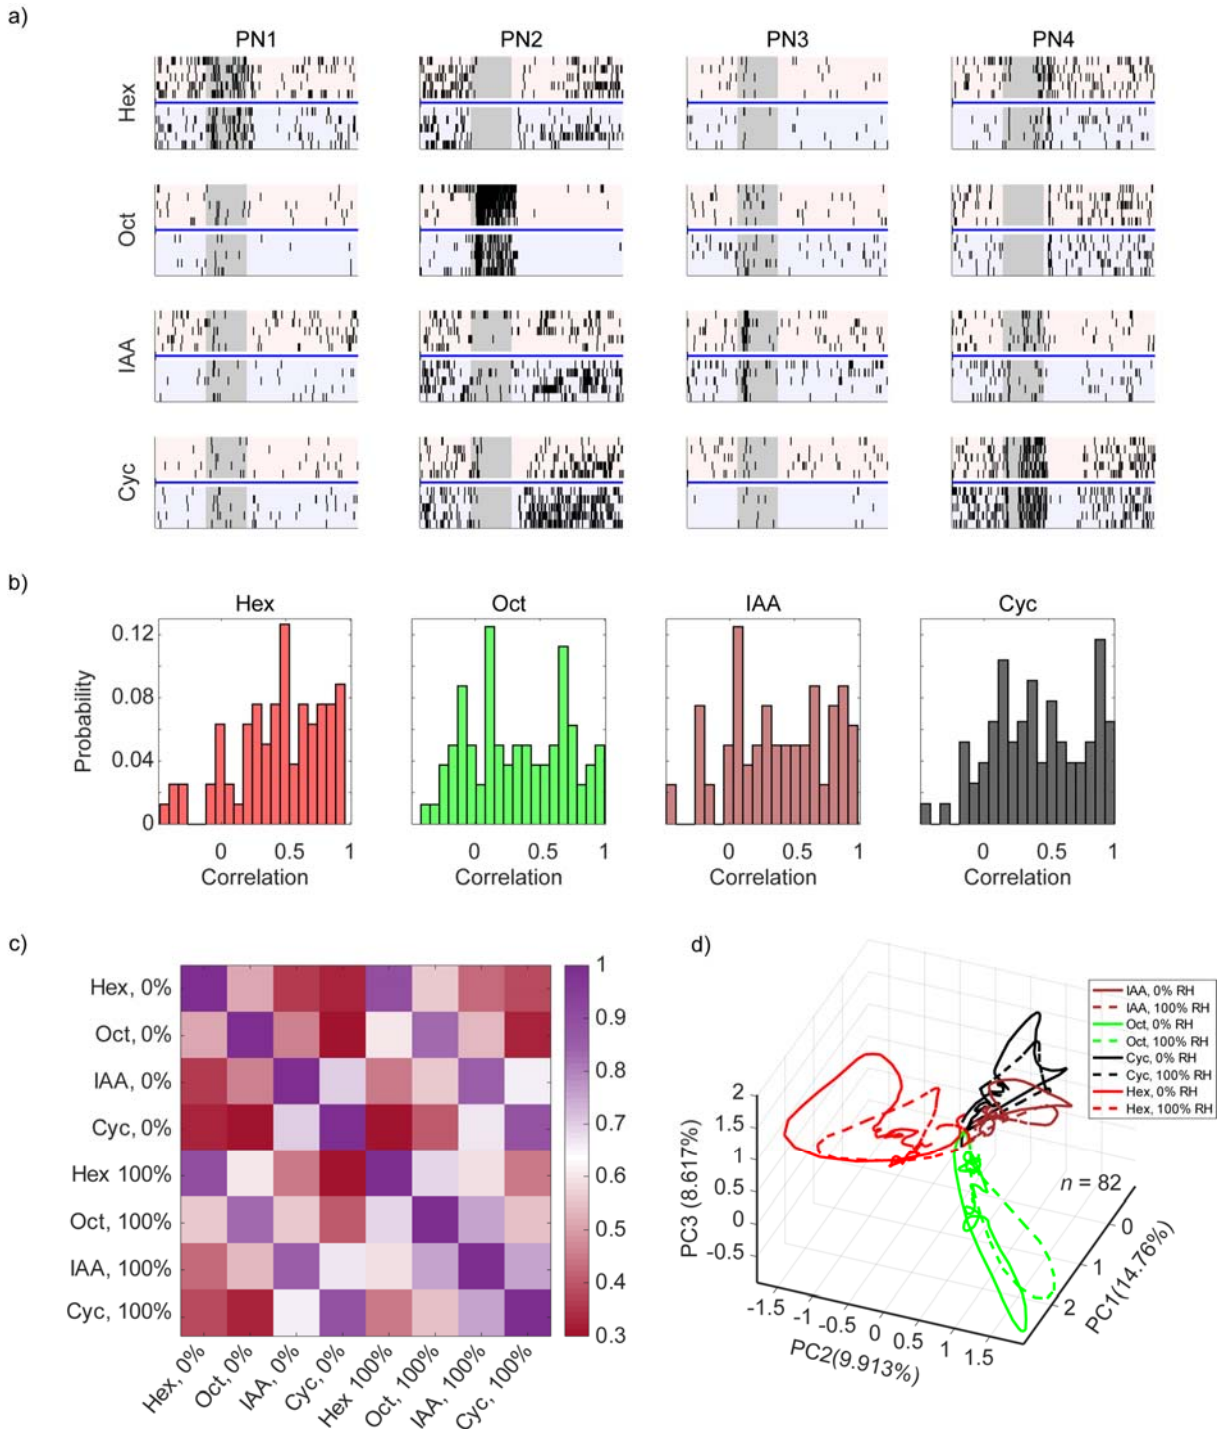 a)
PN1 PN2 PN3 PN4
Hex
Oct
IAA
Cyc
b)
Hex Oct IAA Cyc
Probability
0.12
0.08
0.04
0
0 0.5 1 0 0.5 1 0 0.5 1 0 0.5 1
Correlation Correlation Correlation Correlation
c)
Hex, 0%
Oct, 0%
IAA, 0%
Cyc, 0%
Hex 100%
Oct, 100%
IAA, 100%
Cyc, 100%
Hex, 0% Oct, 0% IAA, 0% Cyc, 0% Hex 100% Oct, 100% IAA, 100% Cyc, 100%
1
0.9
0.8
0.7
0.6
0.5
0.4
0.3
d)
IAA, 0% RH
IAA, 100% RH
Oct, 0% RH
Oct, 100% RH
Cyc, 0% RH
Cyc, 100% RH
Hex, 0% RH
Hex, 100% RH
PC3 (8.617%)
2
1.5
1
0.5
0
-0.5
n = 82
-1.5 -1 -0.5 0 0.5 1 1.5
PC2(9.913%)
0
1
2
PC1(14.76%)